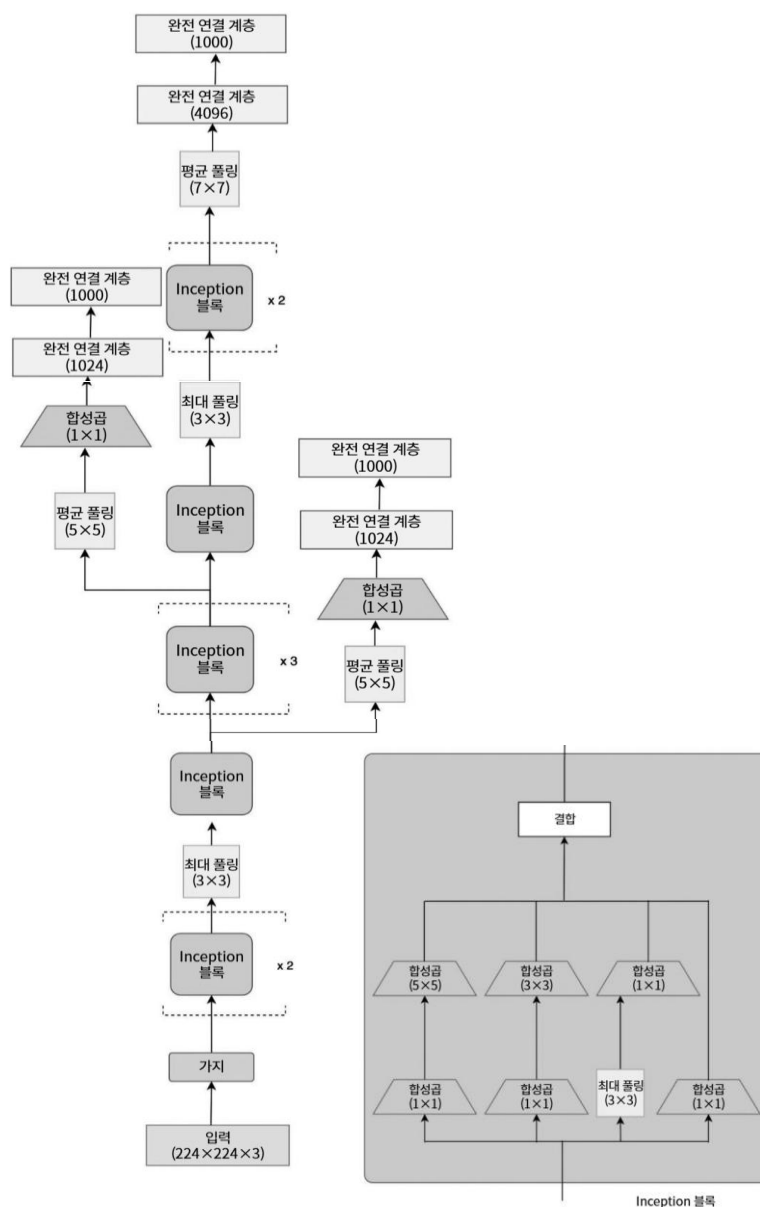 완전 연결 계층
(1000)
완전 연결 계층
(4096)
평균 풀링
(7×7)
Inception
블록
x 2
완전 연결 계층
(1000)
완전 연결 계층
(1024)
합성곱
(1×1)
평균 풀링
(5×5)
최대 풀링
(3×3)
Inception
블록
완전 연결 계층
(1000)
완전 연결 계층
(1024)
합성곱
(1×1)
평균 풀링
(5×5)
Inception
블록
x 3
Inception
블록
최대 풀링
(3×3)
Inception
블록
x 2
가지
입력
(224×224×3)
결합
합성곱
(5×5)
합성곱
(3×3)
합성곱
(1×1)
합성곱
(1×1)
합성곱
(1×1)
최대 풀링
(3×3)
합성곱
(1×1)
Inception 블록